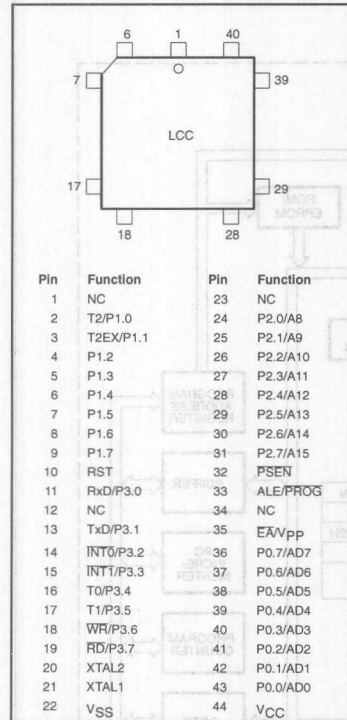 6 1 40
7 39
LCC
17 29
18 28
Pin Function Pin Function
1 NC 23 NC
2 T2/P1.0 24 P2.0/A8
3 T2EX/P1.1 25 P2.1/A9
4 P1.2 26 P2.2/A10
5 P1.3 27 P2.3/A11
6 P1.4 28 P2.4/A12
7 P1.5 29 P2.5/A13
8 P1.6 30 P2.6/A14
9 P1.7 31 P2.7/A15
10 RST 32 P̅S̅E̅N̅
11 RxD/P3.0 33 ALE/P̅R̅O̅G̅
12 NC 34 NC
13 TxD/P3.1 35 E̅A̅/VPP
14 I̅N̅T̅0̅/P3.2 36 P0.7/AD7
15 I̅N̅T̅1̅/P3.3 37 P0.6/AD6
16 T0/P3.4 38 P0.5/AD5
17 T1/P3.5 39 P0.4/AD4
18 W̅R̅/P3.6 40 P0.3/AD3
19 R̅D̅/P3.7 41 P0.2/AD2
20 XTAL2 42 P0.1/AD1
21 XTAL1 43 P0.0/AD0
22 VSS 44 VCC